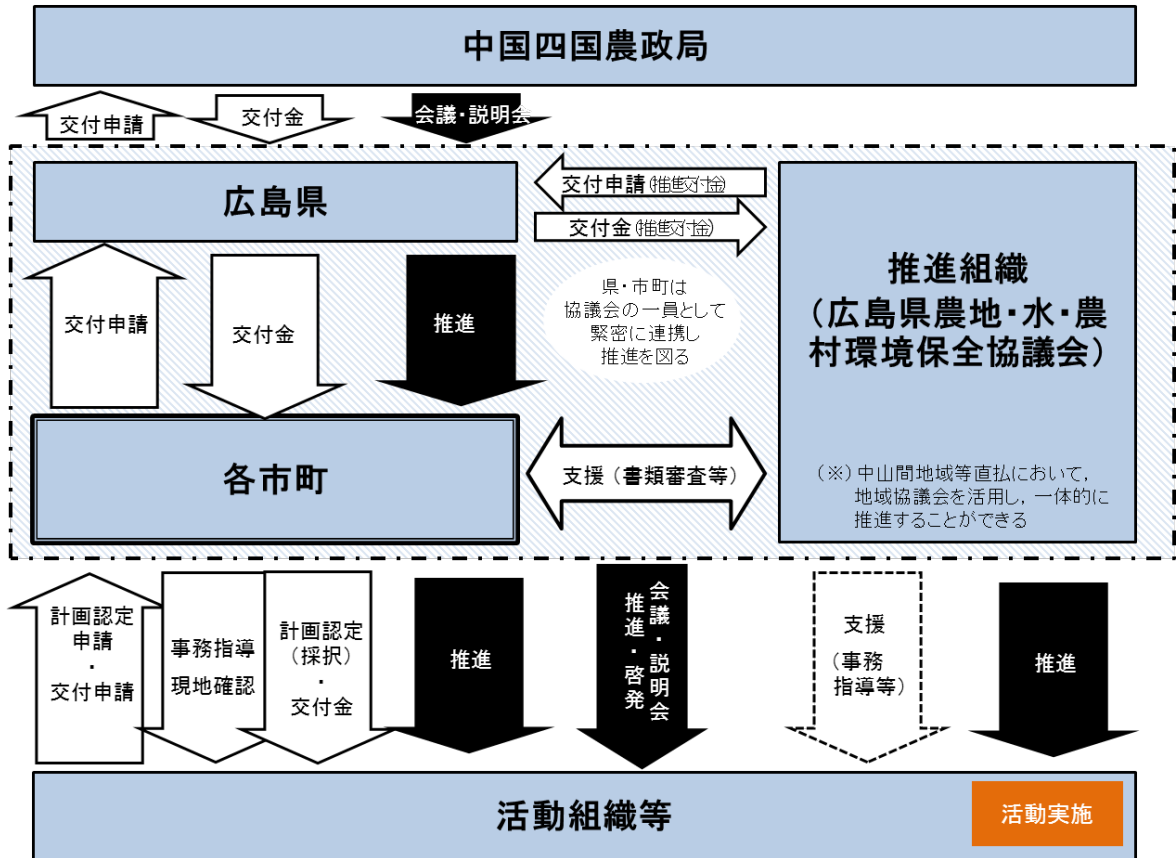 中国四国農政局
交付申請
交付金
会議・説明会
広島県
交付申請(推進交付金)
交付金(推進交付金)
推進組織
(広島県農地・水・農
村環境保全協議会)
交付申請
交付金
推進
県・市町は
協議会の一員として
緊密に連携し
推進を図る
各市町
支援(書類審査等)
(※)中山間地域等直払において,
地域協議会を活用し,一体的に
推進することができる
計画認定
申請
・
交付申請
事務指導
現地確認
計画認定
(採択)
・
交付金
推進
会議・説明会
推進・啓発
支援
(事務
指導等)
推進
活動組織等
活動実施